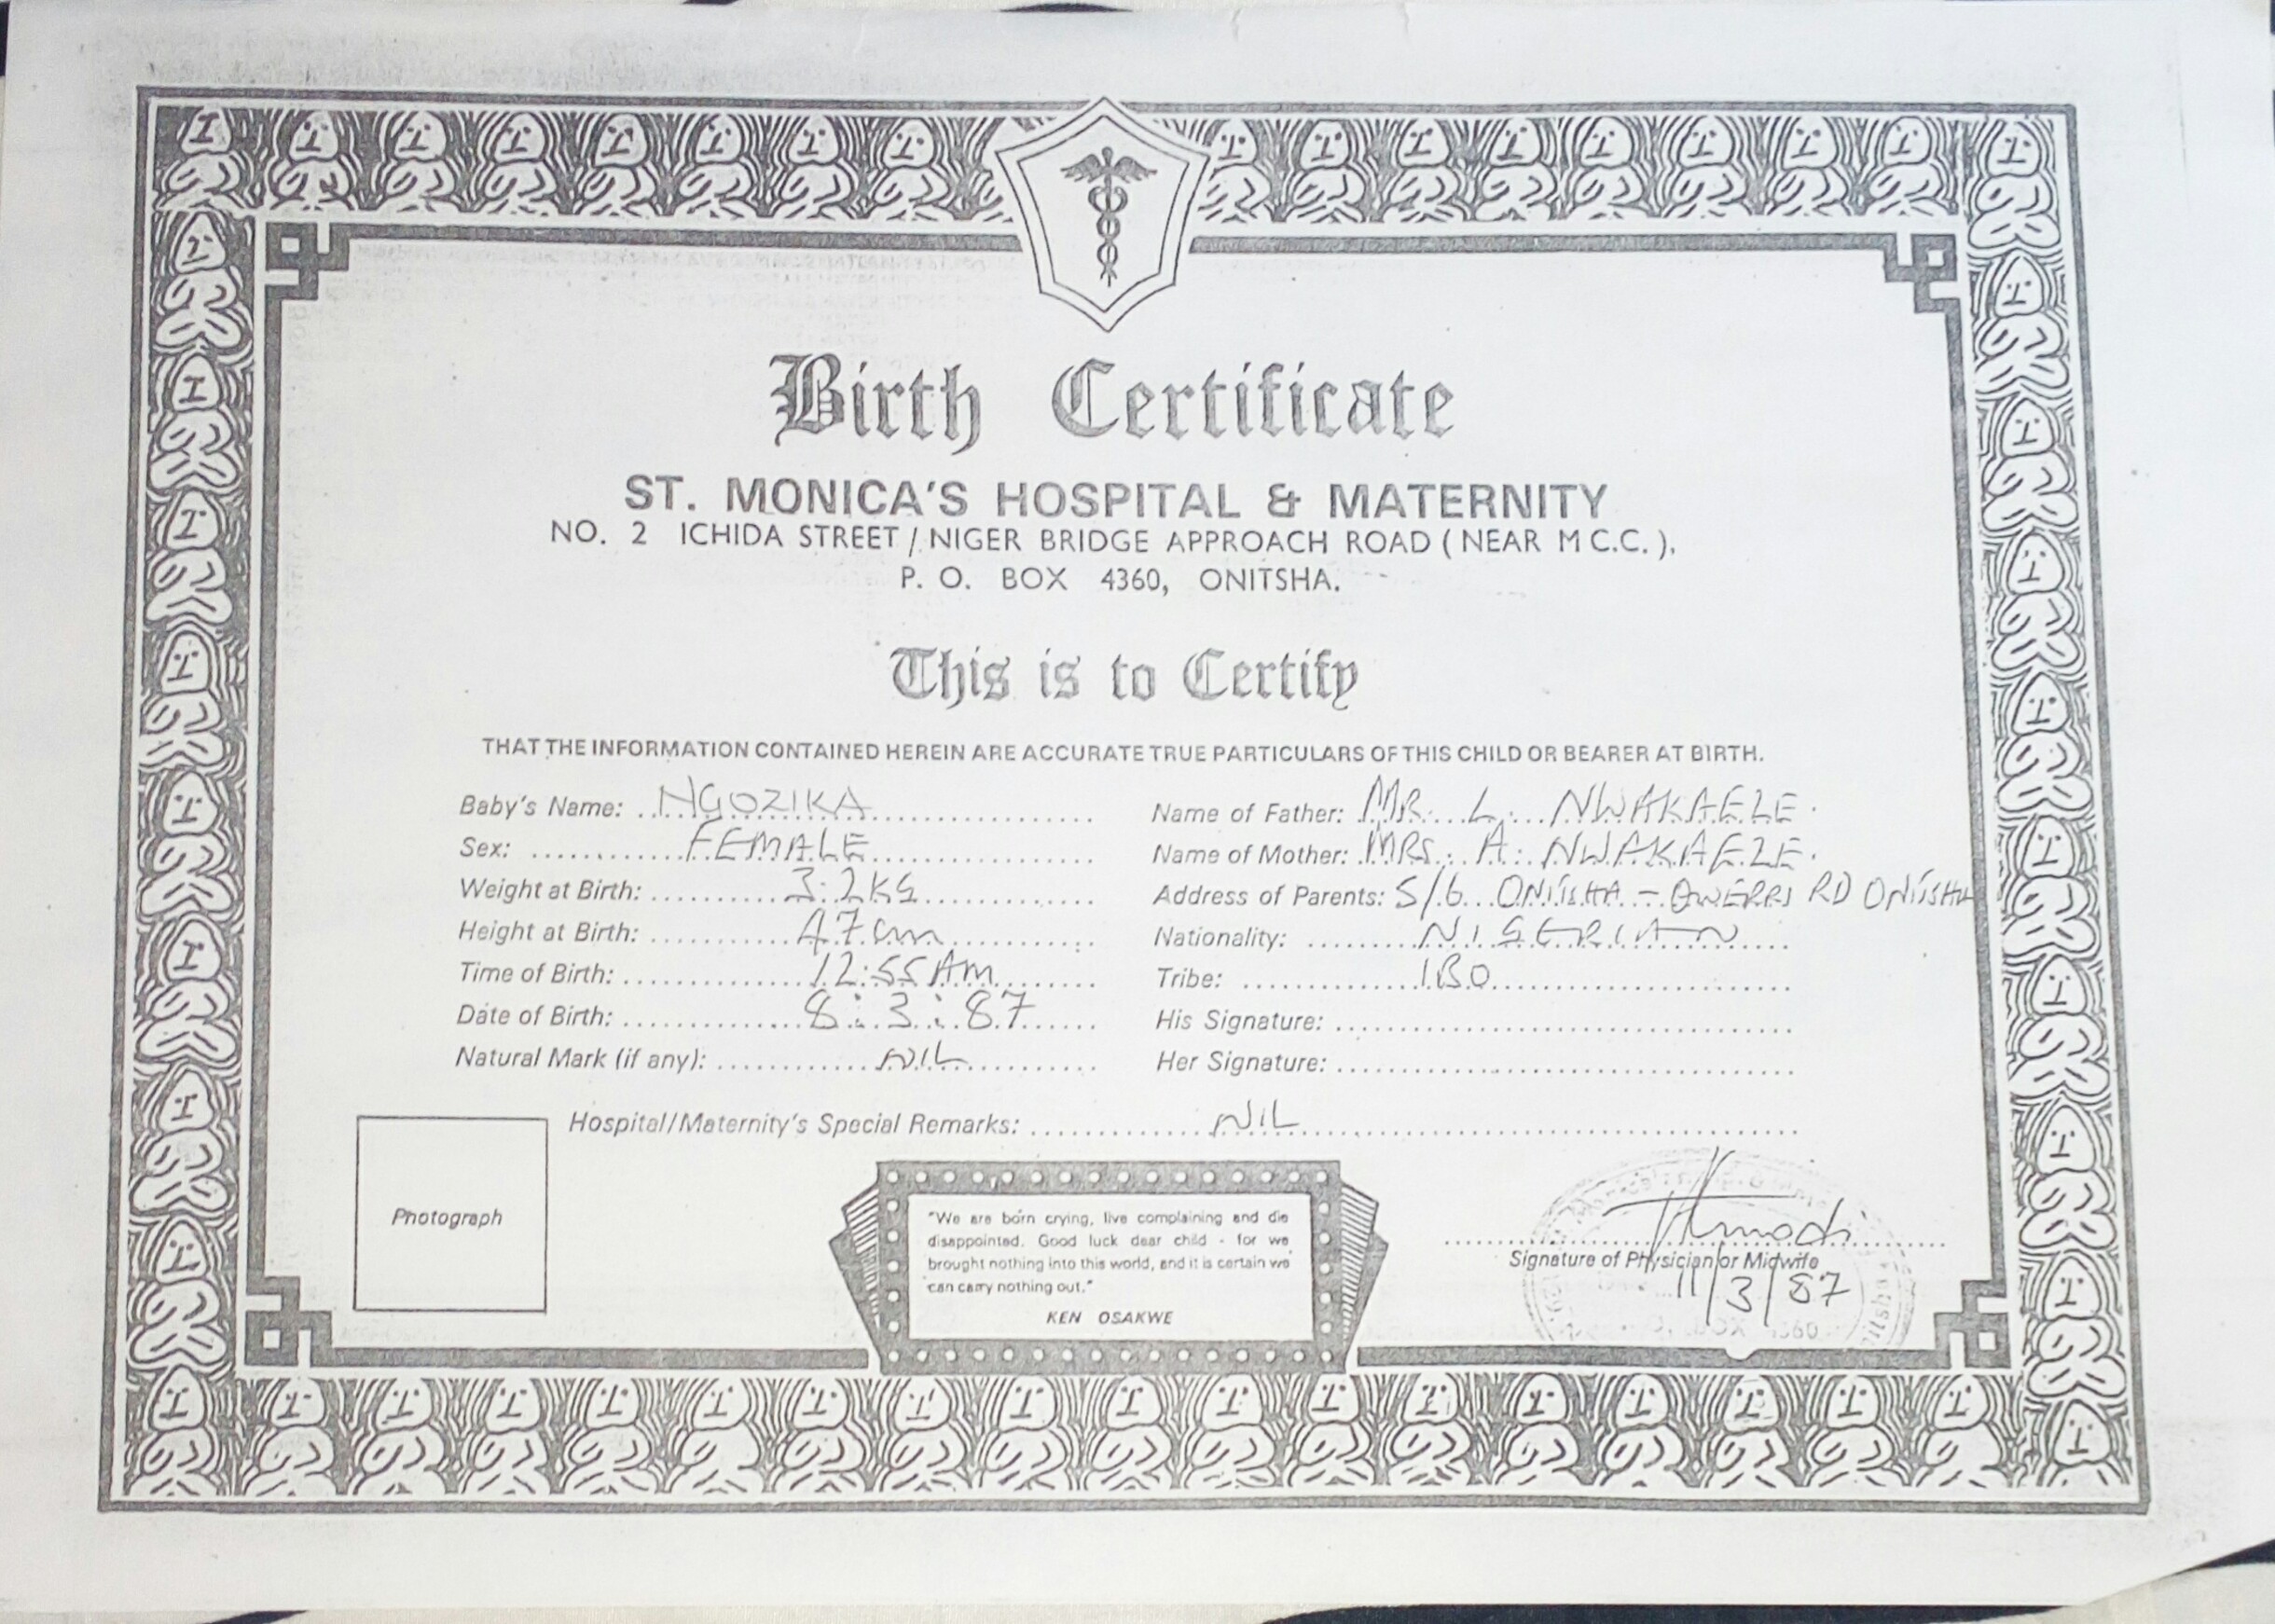 Birth Certificate
ST. MONICA'S HOSPITAL & MATERNITY
NO. 2 ICHIDA STREET / NIGER BRIDGE APPROACH ROAD ( NEAR M C.C. ),
P. O. BOX 4360, ONITSHA.
This is to Certify
THAT THE INFORMATION CONTAINED HEREIN ARE ACCURATE TRUE PARTICULARS OF THIS CHILD OR BEARER AT BIRTH.
Baby's Name: NGOZIKA
Sex: FEMALE
Weight at Birth: 3.2KG
Height at Birth: 47cm
Time of Birth: 12:55AM
Date of Birth: 8:3:87
Natural Mark (if any): NIL
Name of Father: MR. L. NWAKAEZE.
Name of Mother: MRS. A. NWAKAEZE.
Address of Parents: 5/6 ONITSHA - OWERRI RD ONITSHA
Nationality: NIGERIAN
Tribe: IBO
His Signature:
Her Signature:
Hospital/Maternity's Special Remarks: NIL
Photograph
"We are born crying, live complaining and die
disappointed. Good luck dear child - for we
brought nothing into this world, and it is certain we
can carry nothing out."
KEN OSAKWE
Signature of Physician or Midwife
11/3/87